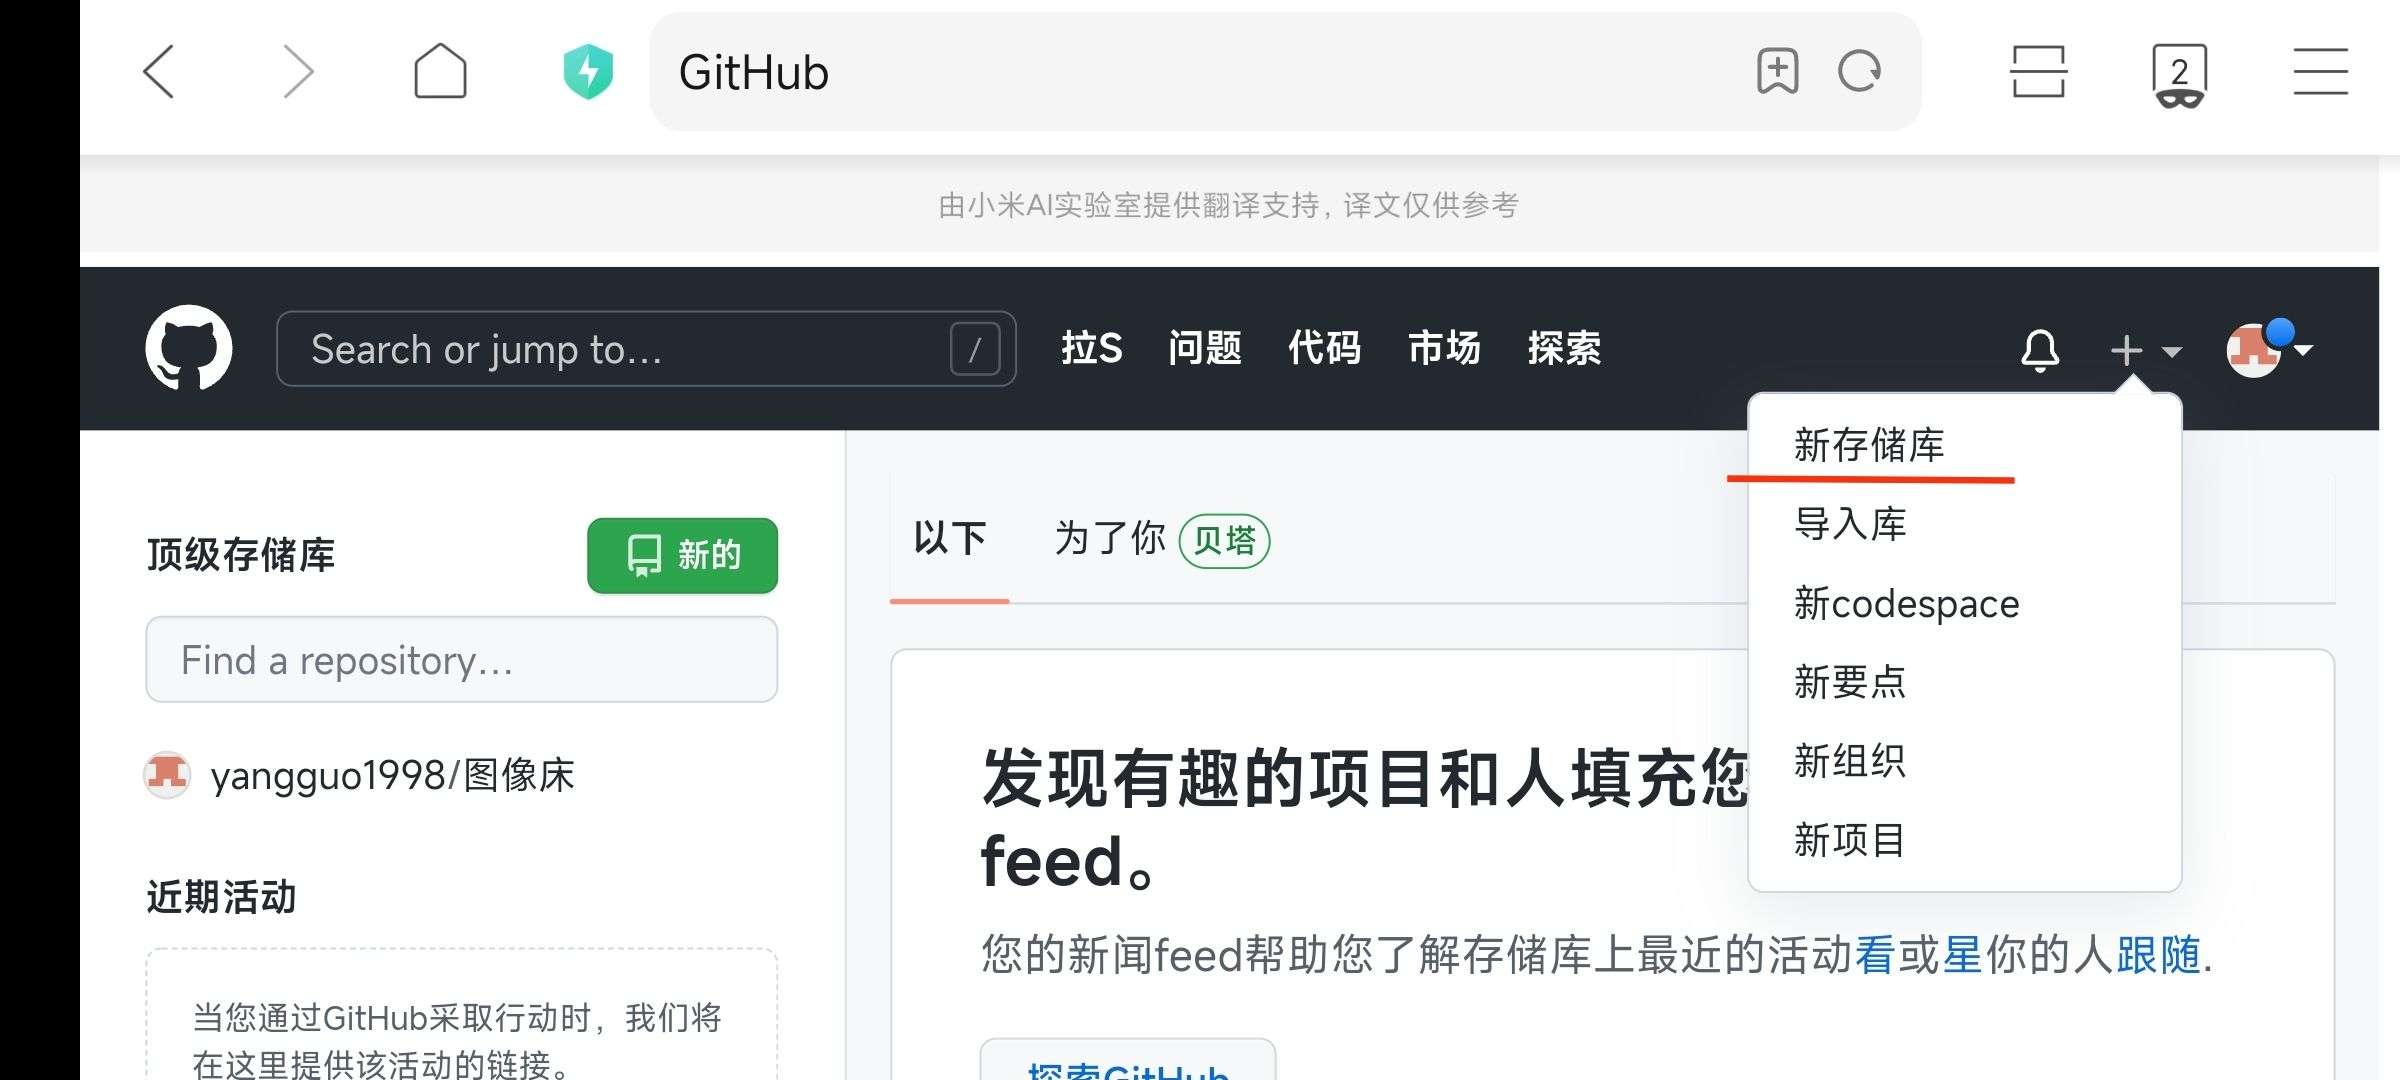 GitHub
2
由小米AI实验室提供翻译支持，译文仅供参考
Search or jump to...
/
拉S 问题 代码 市场 探索
新存储库
导入库
新codespace
新要点
新组织
新项目
顶级存储库
新的
Find a repository...
yangguo1998/图像床
近期活动
当您通过GitHub采取行动时，我们将
在这里提供该活动的链接。
以下 为了你 贝塔
发现有趣的项目和人填充您
feed。
您的新闻feed帮助您了解存储库上最近的活动看或星你的人跟随.
探索GitHub